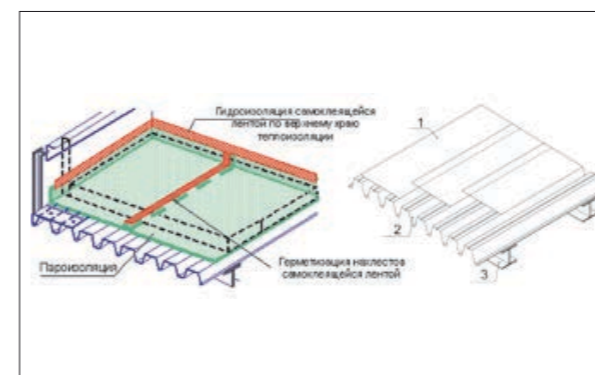 Гидроизоляция самоклеящейся
лентой по верхнему краю
теплоизоляции
1
2
Пароизоляция
Герметизация нахлестов
самоклеящейся лентой
3